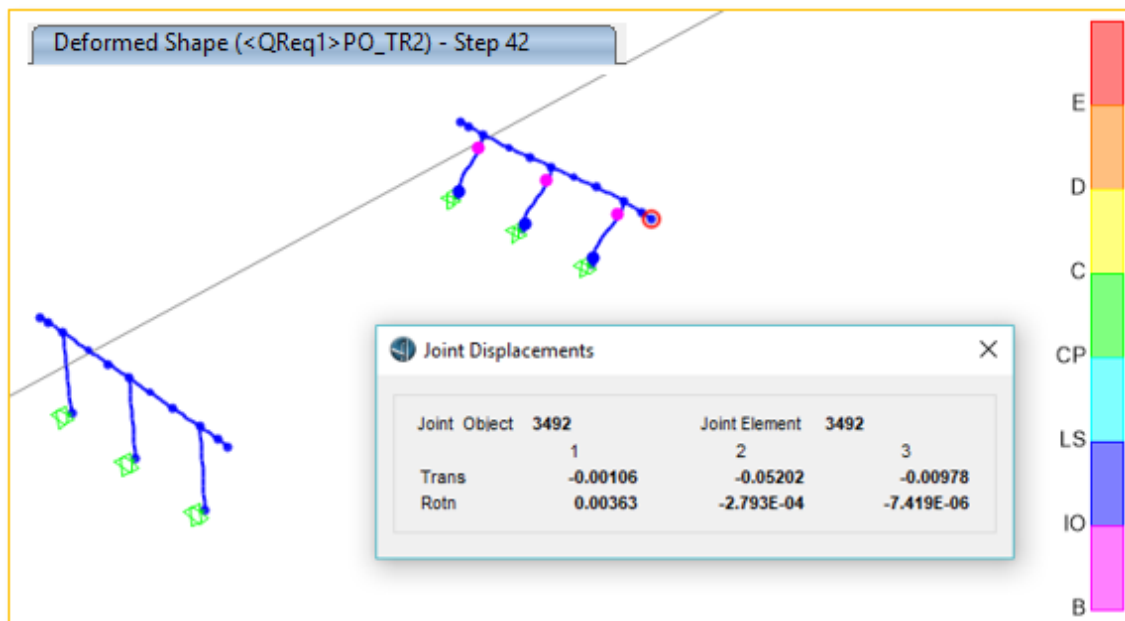 Deformed Shape (<QReq1>PO_TR2) - Step 42
E
D
C
CP
LS
IO
B
Joint Displacements
Joint Object 3492 Joint Element 3492
1 2 3
Trans -0.00106 -0.05202 -0.00978
Rotn 0.00363 -2.793E-04 -7.419E-06